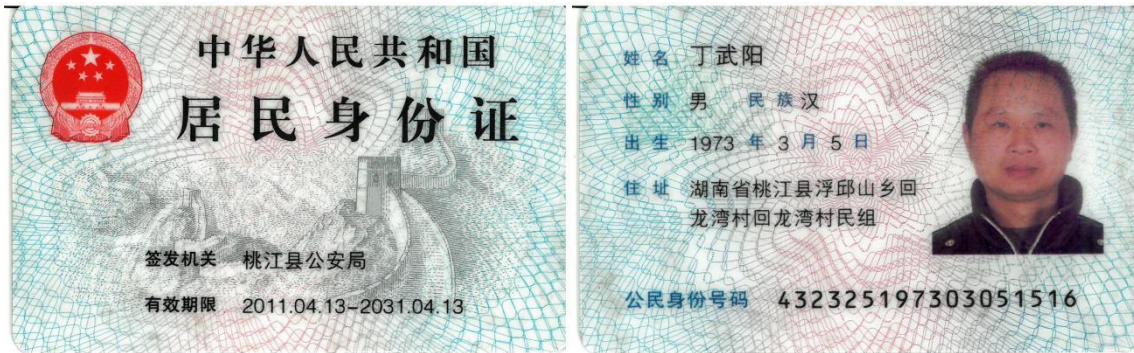 中华人民共和国
居民身份证
签发机关 桃江县公安局
有效期限 2011.04.13-2031.04.13
姓名 丁武阳
性别 男 民族 汉
出生 1973 年 3 月 5 日
住址 湖南省桃江县浮邱山乡回
龙湾村回龙湾村民组
公民身份号码 432325197303051516